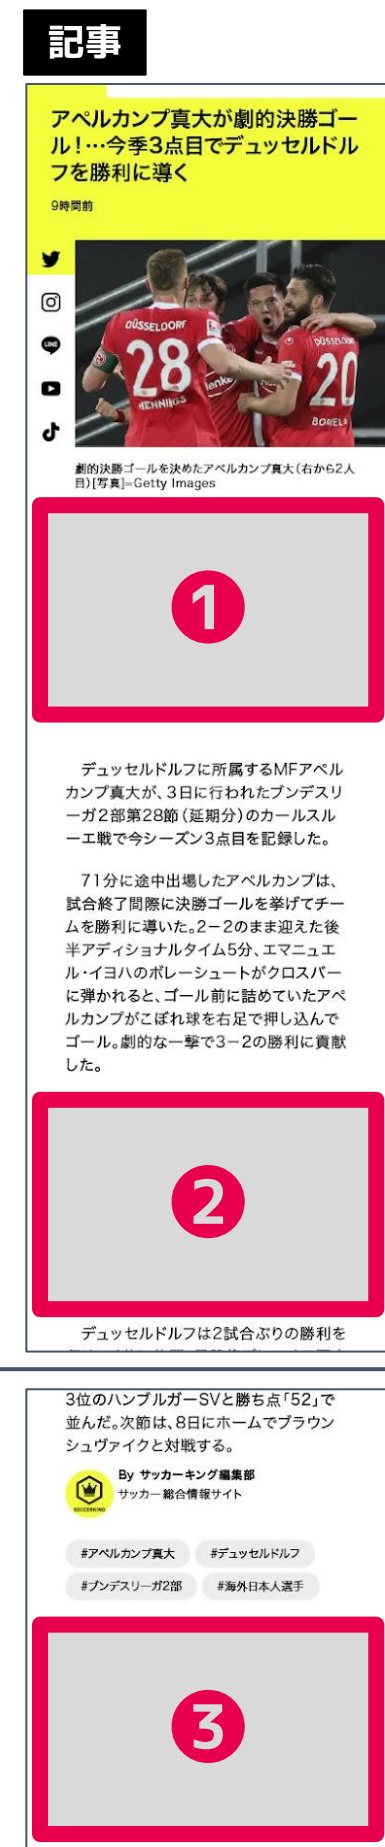 記事
アペルカンプ真大が劇的決勝ゴー
ル!…今季3点目でデュッセルドル
フを勝利に導く
9時間前
LINE
DÜSSELDORF
28
HENNINGS
20
劇的決勝ゴールを決めたアペルカンプ真大(右から2人
目)[写真]=Getty Images
1
デュッセルドルフに所属するMFアペル
カンプ真大が、3日に行われたブンデスリ
ーガ2部第28節(延期分)のカールスル
ーエ戦で今シーズン3点目を記録した。
71分に途中出場したアペルカンプは、
試合終了間際に決勝ゴールを挙げてチー
ムを勝利に導いた。2−2のまま迎えた後
半アディショナルタイム5分、エマニュエ
ル・イヨハのボレーシュートがクロスバー
に弾かれると、ゴール前に詰めていたアペ
ルカンプがこぼれ球を右足で押し込んで
ゴール。劇的な一撃で3−2の勝利に貢献
した。
2
デュッセルドルフは2試合ぶりの勝利を
3位のハンブルガーSVと勝ち点「52」で
並んだ。次節は、8日にホームでブラウン
シュヴァイクと対戦する。
By サッカーキング編集部
サッカー総合情報サイト
SOCCERKING
#アペルカンプ真大
#デュッセルドルフ
#ブンデスリーガ2部
#海外日本人選手
3